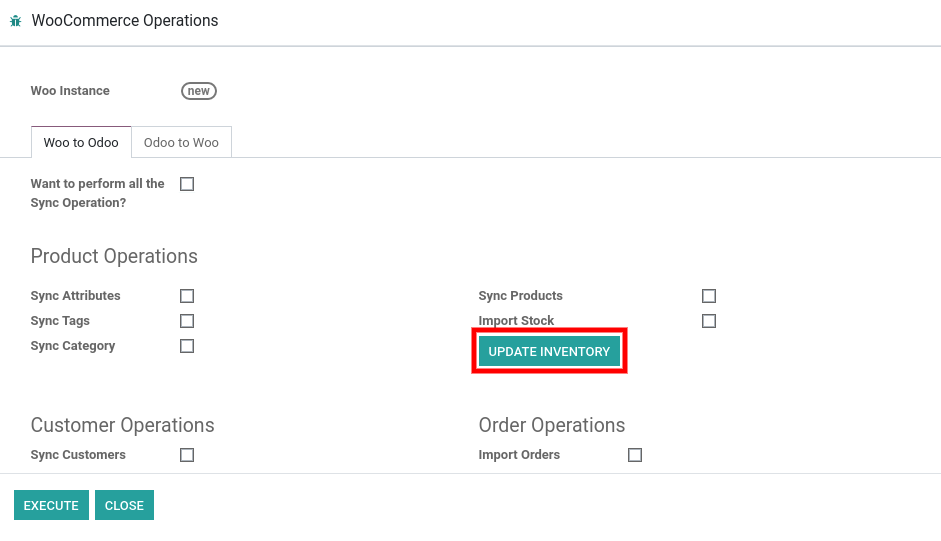 WooCommerce Operations
Woo Instance new
Woo to Odoo Odoo to Woo
Want to perform all the
Sync Operation?
Product Operations
Sync Attributes Sync Products
Sync Tags Import Stock
Sync Category UPDATE INVENTORY
Customer Operations Order Operations
Sync Customers Import Orders
EXECUTE CLOSE